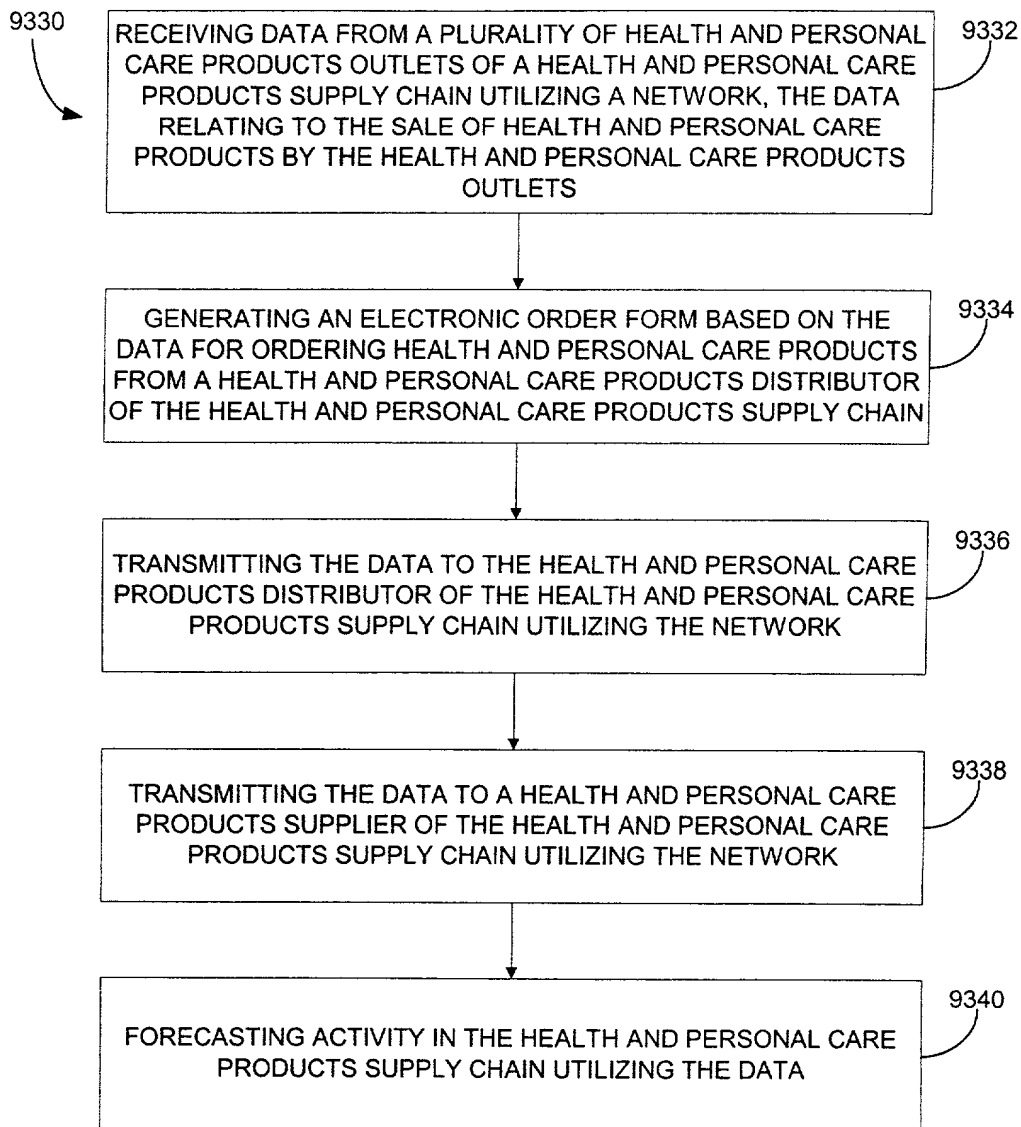 9330
RECEIVING DATA FROM A PLURALITY OF HEALTH AND PERSONAL
CARE PRODUCTS OUTLETS OF A HEALTH AND PERSONAL CARE
PRODUCTS SUPPLY CHAIN UTILIZING A NETWORK, THE DATA
RELATING TO THE SALE OF HEALTH AND PERSONAL CARE
PRODUCTS BY THE HEALTH AND PERSONAL CARE PRODUCTS
OUTLETS
9332
GENERATING AN ELECTRONIC ORDER FORM BASED ON THE
DATA FOR ORDERING HEALTH AND PERSONAL CARE PRODUCTS
FROM A HEALTH AND PERSONAL CARE PRODUCTS DISTRIBUTOR
OF THE HEALTH AND PERSONAL CARE PRODUCTS SUPPLY CHAIN
9334
TRANSMITTING THE DATA TO THE HEALTH AND PERSONAL CARE
PRODUCTS DISTRIBUTOR OF THE HEALTH AND PERSONAL CARE
PRODUCTS SUPPLY CHAIN UTILIZING THE NETWORK
9336
TRANSMITTING THE DATA TO A HEALTH AND PERSONAL CARE
PRODUCTS SUPPLIER OF THE HEALTH AND PERSONAL CARE
PRODUCTS SUPPLY CHAIN UTILIZING THE NETWORK
9338
FORECASTING ACTIVITY IN THE HEALTH AND PERSONAL CARE
PRODUCTS SUPPLY CHAIN UTILIZING THE DATA
9340